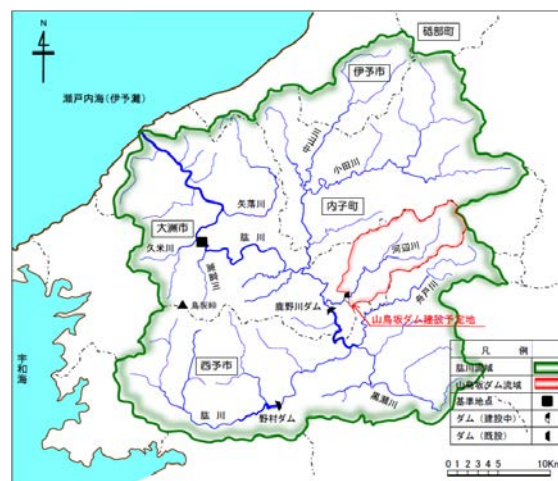 N
砥部町
伊予市
瀬戸内海(伊予灘)
中山川
小田川
矢落川
内子町
大洲市
久米川
肱川
河辺川
嵩富川
舟戸川
鹿野川ダム
鳥坂峠
山鳥坂ダム建設予定地
宇和海
西予市
黒瀬川
肱川
野村ダム
凡 例
肱川流域
山鳥坂ダム流域
基準地点
ダム(建設中)
ダム(既設)
0 1 2 3 4 5 10Km